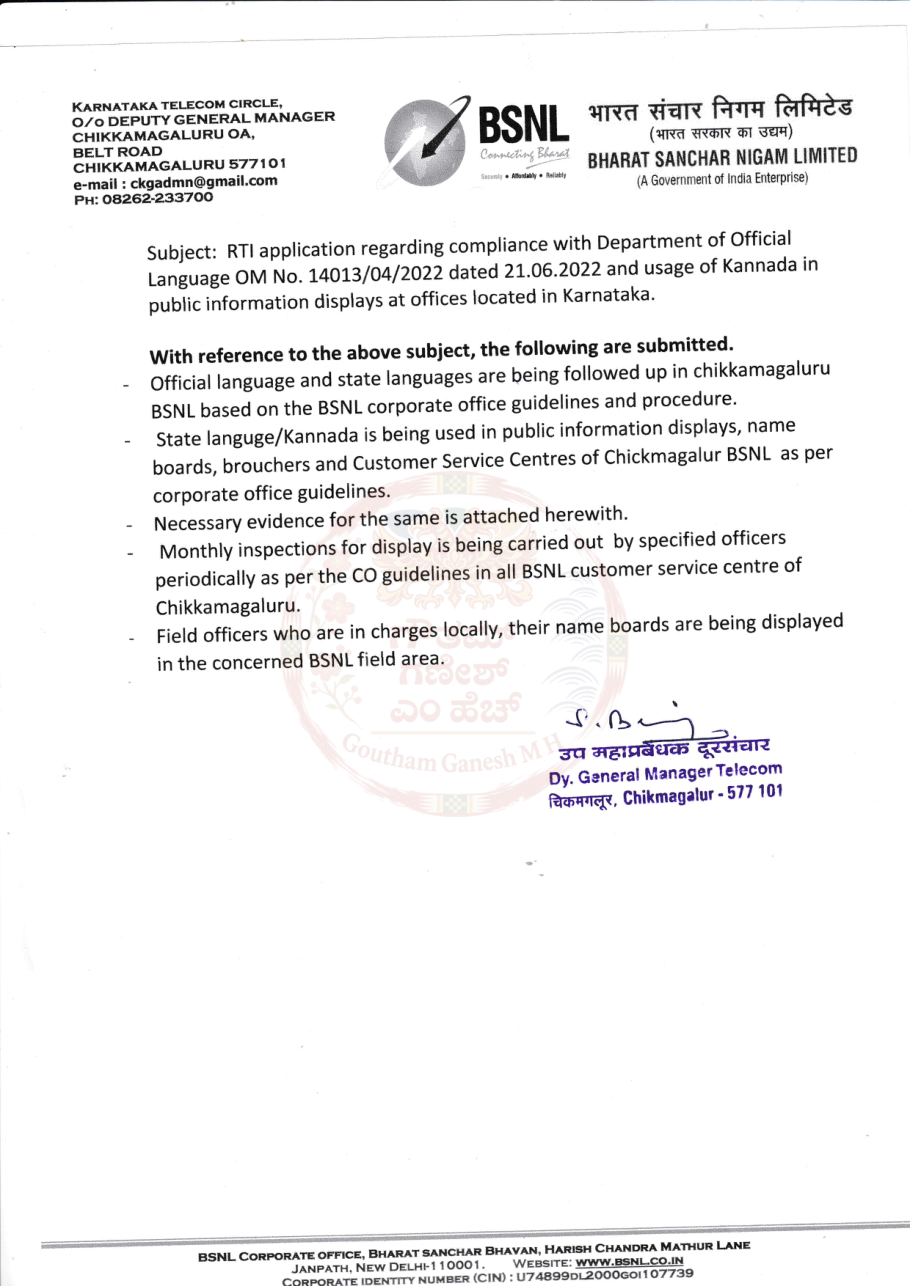 KARNATAKA TELECOM CIRCLE,
O/O DEPUTY GENERAL MANAGER
CHIKKAMAGALURU OA,
BELT ROAD
CHIKKAMAGALURU 577101
e-mail : ckgadmn@gmail.com
PH: 08262-233700
BSNL
Connecting Bharat
Securely • Affordably • Reliably
भारत संचार निगम लिमिटेड
(भारत सरकार का उद्यम)
BHARAT SANCHAR NIGAM LIMITED
(A Government of India Enterprise)
Subject: RTI application regarding compliance with Department of Official
Language OM No. 14013/04/2022 dated 21.06.2022 and usage of Kannada in
public information displays at offices located in Karnataka.
With reference to the above subject, the following are submitted.
- Official language and state languages are being followed up in chikkamagaluru
BSNL based on the BSNL corporate office guidelines and procedure.
- State languge/Kannada is being used in public information displays, name
boards, brouchers and Customer Service Centres of Chickmagalur BSNL as per
corporate office guidelines.
- Necessary evidence for the same is attached herewith.
- Monthly inspections for display is being carried out by specified officers
periodically as per the CO guidelines in all BSNL customer service centre of
Chikkamagaluru.
- Field officers who are in charges locally, their name boards are being displayed
in the concerned BSNL field area.
ಗೌತಮ್
ಗಣೇಶ್
ಎಂ ಹೆಚ್
Goutham Ganesh M H
S. B
उप महाप्रबंधक दूरसंचार
Dy. General Manager Telecom
चिकमगलूर, Chikmagalur - 577 101
BSNL CORPORATE OFFICE, BHARAT SANCHAR BHAVAN, HARISH CHANDRA MATHUR LANE
JANPATH, NEW DELHI-110001. WEBSITE: WWW.BSNL.CO.IN
CORPORATE IDENTITY NUMBER (CIN) : U74899DL2000GOI107739